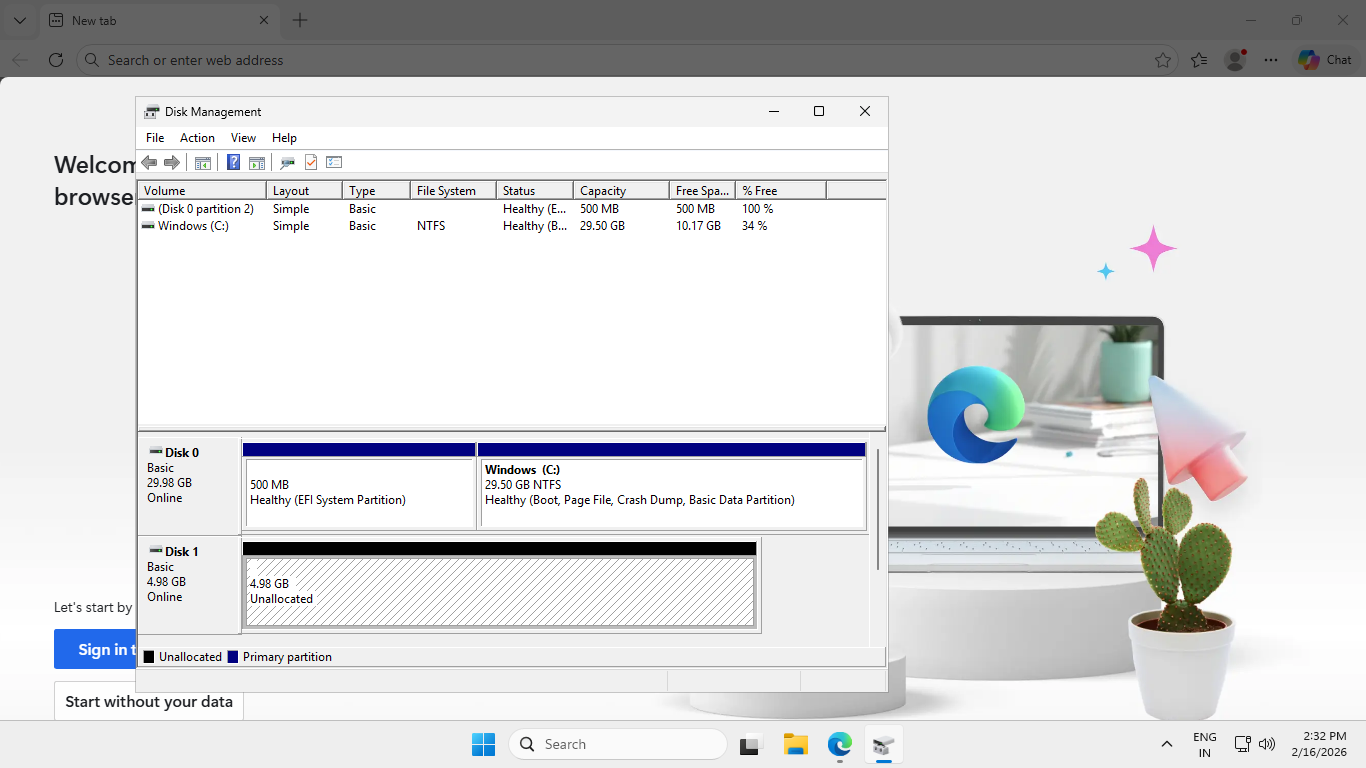 New tab
Search or enter web address
Chat
Welcom
browse
Disk Management
File Action View Help
Volume Layout Type File System Status Capacity Free Spa... % Free
(Disk 0 partition 2) Simple Basic Healthy (E... 500 MB 500 MB 100 %
Windows (C:) Simple Basic NTFS Healthy (B... 29.50 GB 10.17 GB 34 %
Disk 0
Basic
29.98 GB
Online
500 MB
Healthy (EFI System Partition)
Windows (C:)
29.50 GB NTFS
Healthy (Boot, Page File, Crash Dump, Basic Data Partition)
Disk 1
Basic
4.98 GB
Online
4.98 GB
Unallocated
Unallocated Primary partition
Let's start by
Sign in t
Start without your data
Search
ENG
IN
2:32 PM
2/16/2026